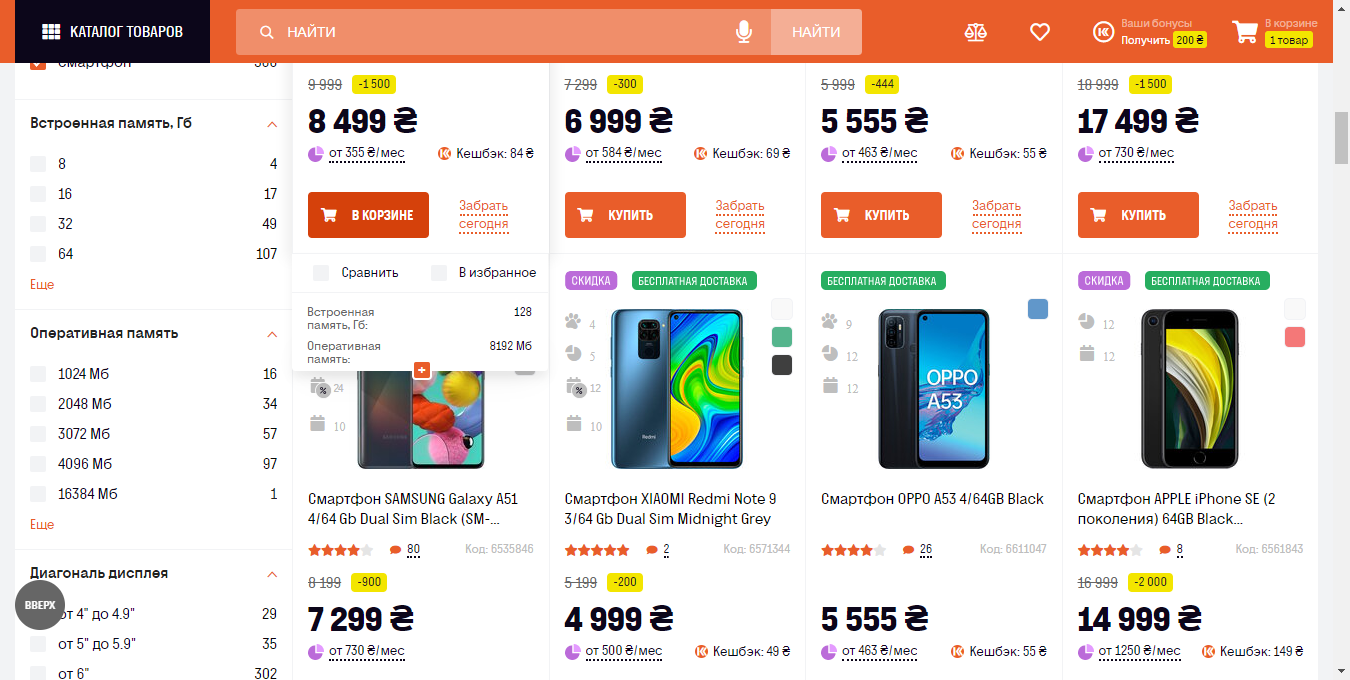 КАТАЛОГ ТОВАРОВ
НАЙТИ
НАЙТИ
Ваши бонусы
Получить 200 ₴
В корзине
1 товар
Смартфон 308
Встроенная память, Гб
8 4
16 17
32 49
64 107
Еще
Оперативная память
1024 Мб 16
2048 Мб 34
3072 Мб 57
4096 Мб 97
16384 Мб 1
Еще
Диагональ дисплея
от 4" до 4.9" 29
от 5" до 5.9" 35
от 6" 302
ВВЕРХ
9 999 -1 500
8 499 ₴
от 355 ₴/мес Кешбэк: 84 ₴
В КОРЗИНЕ
Забрать
сегодня
Сравнить В избранное
Встроенная
память, Гб: 128
Оперативная
память: 8192 Мб
7 299 -300
6 999 ₴
от 584 ₴/мес Кешбэк: 69 ₴
КУПИТЬ
Забрать
сегодня
5 999 -444
5 555 ₴
от 463 ₴/мес Кешбэк: 55 ₴
КУПИТЬ
Забрать
сегодня
18 999 -1 500
17 499 ₴
от 730 ₴/мес
КУПИТЬ
Забрать
сегодня
% 24
10
SAMSUNG
Смартфон SAMSUNG Galaxy A51
4/64 Gb Dual Sim Black (SM-...
80 Код: 6535846
8 199 -900
7 299 ₴
от 730 ₴/мес
СКИДКА БЕСПЛАТНАЯ ДОСТАВКА
4
5
% 12
10
Redmi
Смартфон XIAOMI Redmi Note 9
3/64 Gb Dual Sim Midnight Grey
2 Код: 6571344
5 199 -200
4 999 ₴
от 500 ₴/мес Кешбэк: 49 ₴
БЕСПЛАТНАЯ ДОСТАВКА
9
12
12
OPPO
A53
Смартфон OPPO A53 4/64GB Black
26 Код: 6611047
5 555 ₴
от 463 ₴/мес Кешбэк: 55 ₴
СКИДКА БЕСПЛАТНАЯ ДОСТАВКА
12
12
Смартфон APPLE iPhone SE (2
поколения) 64GB Black...
8 Код: 6561843
16 999 -2 000
14 999 ₴
от 1250 ₴/мес Кешбэк: 149 ₴